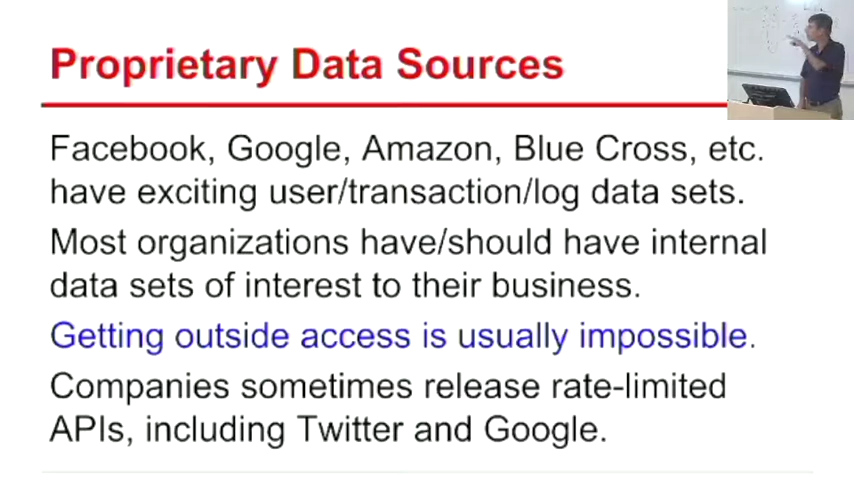 Proprietary Data Sources
Facebook, Google, Amazon, Blue Cross, etc.
have exciting user/transaction/log data sets.
Most organizations have/should have internal
data sets of interest to their business.
Getting outside access is usually impossible.
Companies sometimes release rate-limited
APIs, including Twitter and Google.